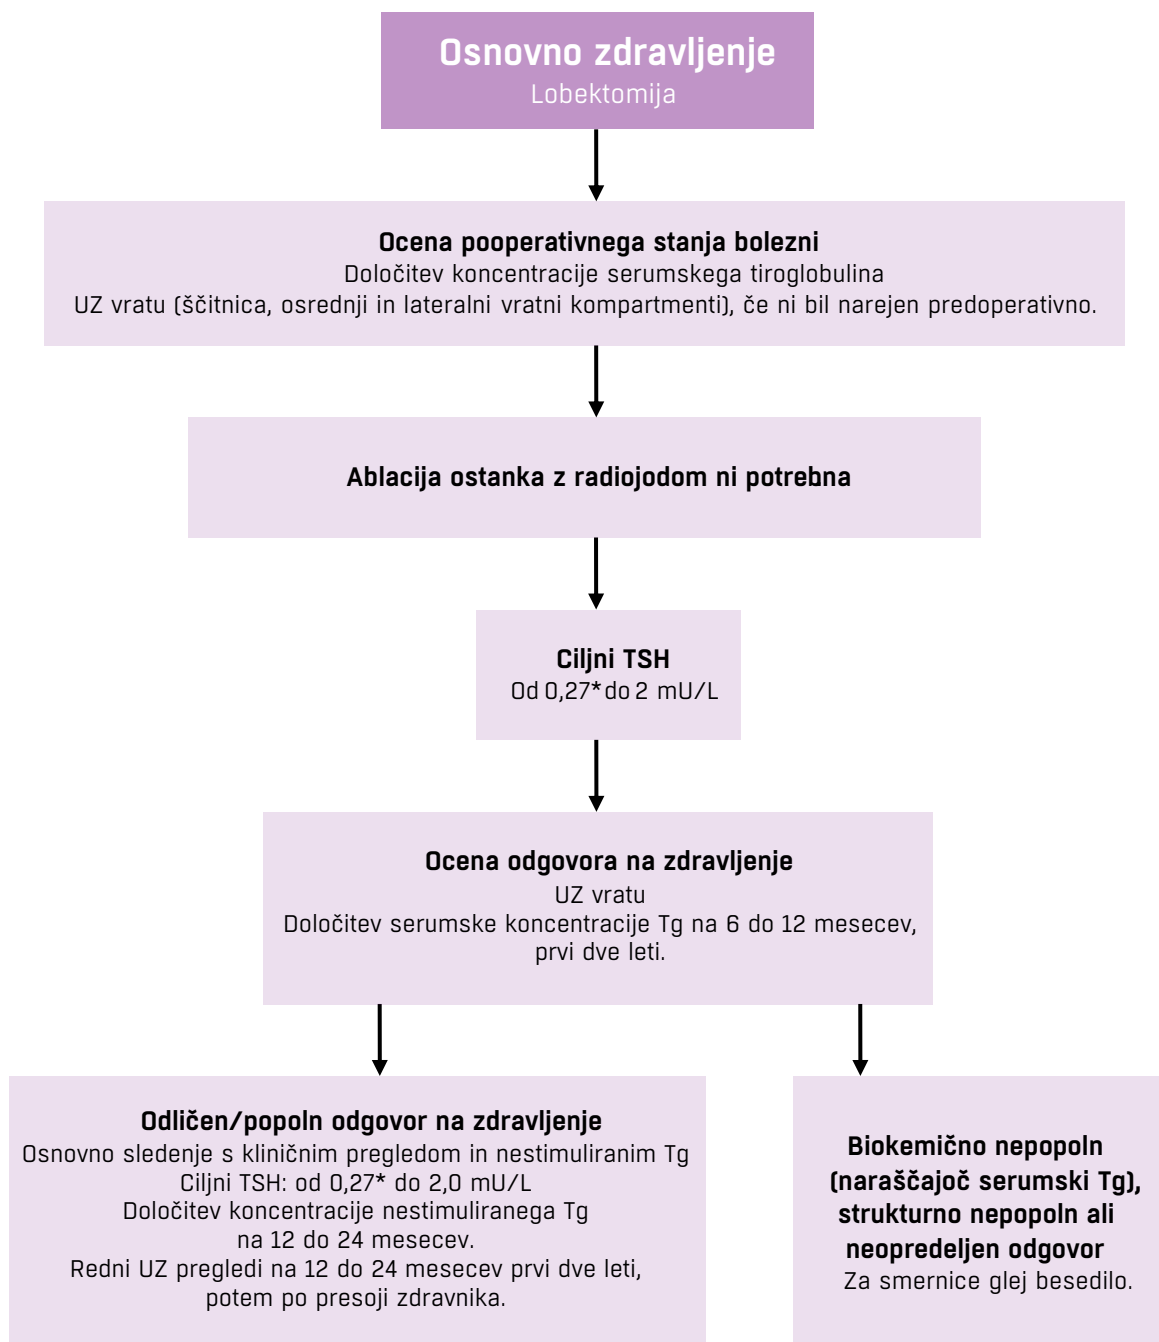 Osnovno zdravljenje
Lobektomija
Ocena pooperativnega stanja bolezni
Določitev koncentracije serumskega tiroglobulina
UZ vratu (ščitnica, osrednji in lateralni vratni kompartmenti), če ni bil narejen predoperativno.
Ablacija ostanka z radiojodom ni potrebna
Ciljni TSH
Od 0,27* do 2 mU/L
Ocena odgovora na zdravljenje
UZ vratu
Določitev serumske koncentracije Tg na 6 do 12 mesecev,
prvi dve leti.
Odličen/popoln odgovor na zdravljenje
Osnovno sledenje s kliničnim pregledom in nestimuliranim Tg
Ciljni TSH: od 0,27* do 2,0 mU/L
Določitev koncentracije nestimuliranega Tg
na 12 do 24 mesecev.
Redni UZ pregledi na 12 do 24 mesecev prvi dve leti,
potem po presoji zdravnika.
Biokemično nepopoln
(naraščajoč serumski Tg),
strukturno nepopoln ali
neopredeljen odgovor
Za smernice glej besedilo.